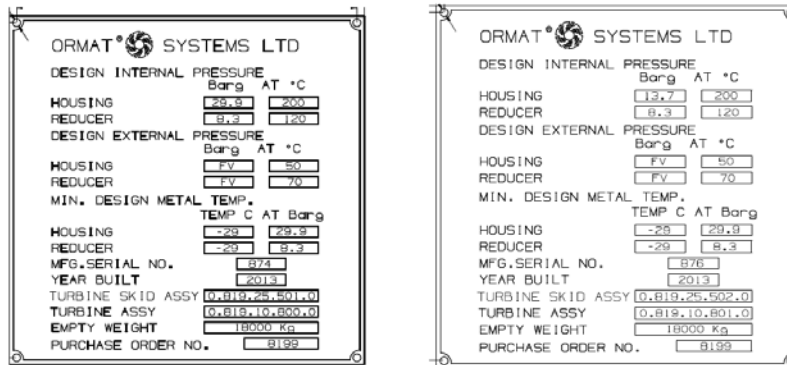 ORMAT® SYSTEMS LTD
DESIGN INTERNAL PRESSURE
Barg AT °C
HOUSING 29.9 200
REDUCER 8.3 120
DESIGN EXTERNAL PRESSURE
Barg AT °C
HOUSING FV 50
REDUCER FV 70
MIN. DESIGN METAL TEMP.
TEMP C AT Barg
HOUSING -29 29.9
REDUCER -29 8.3
MFG.SERIAL NO. 874
YEAR BUILT 2013
TURBINE SKID ASSY 0.819.25.501.0
TURBINE ASSY 0.819.10.800.0
EMPTY WEIGHT 18000 Kg
PURCHASE ORDER NO. 8199
ORMAT® SYSTEMS LTD
DESIGN INTERNAL PRESSURE
Barg AT °C
HOUSING 13.7 200
REDUCER 8.3 120
DESIGN EXTERNAL PRESSURE
Barg AT °C
HOUSING FV 50
REDUCER FV 70
MIN. DESIGN METAL TEMP.
TEMP C AT Barg
HOUSING -29 29.9
REDUCER -29 8.3
MFG.SERIAL NO. 876
YEAR BUILT 2013
TURBINE SKID ASSY 0.819.25.502.0
TURBINE ASSY 0.819.10.801.0
EMPTY WEIGHT 18000 Kg
PURCHASE ORDER NO. 8199